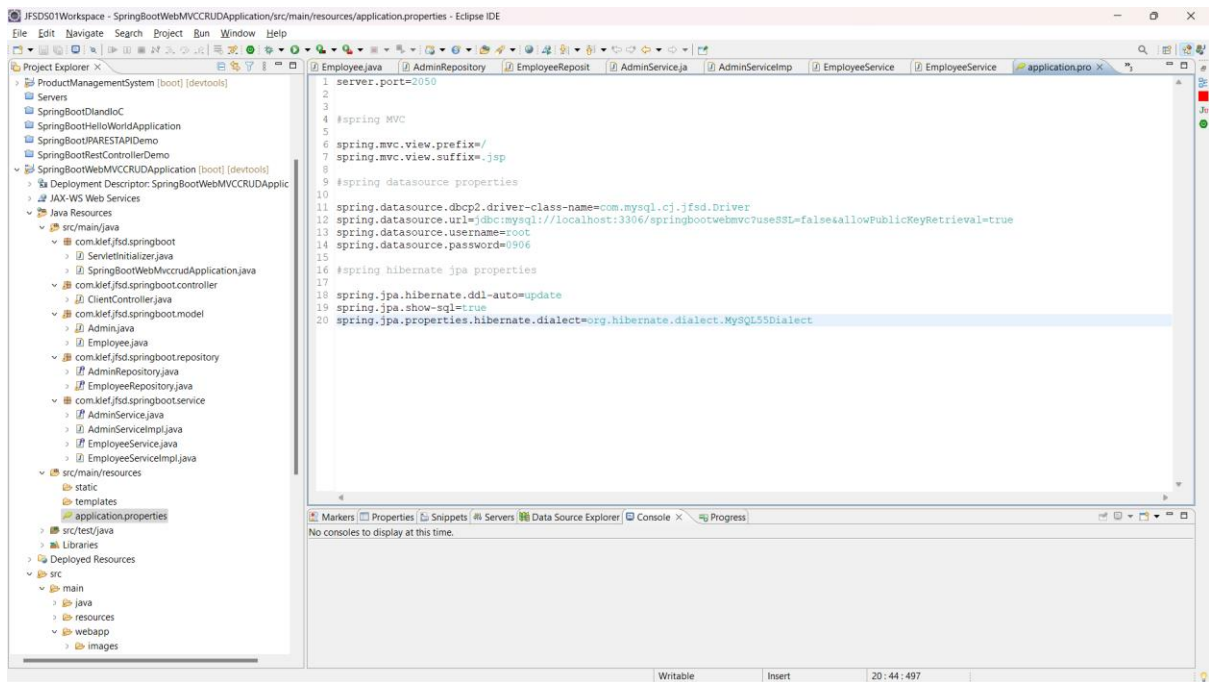 JFSDS01Workspace - SpringBootWebMVCCRUDApplication/src/main/resources/application.properties - Eclipse IDE
File Edit Navigate Search Project Run Window Help
Project Explorer
ProductManagementSystem [boot] [devtools]
Servers
SpringBootDIandIoC
SpringBootHelloWorldApplication
SpringBootJPARESTAPIDemo
SpringBootRestControllerDemo
SpringBootWebMVCCRUDApplication [boot] [devtools]
Deployment Descriptor: SpringBootWebMVCCRUDApplic
JAX-WS Web Services
Java Resources
src/main/java
com.klef.jfsd.springboot
ServletInitializer.java
SpringBootWebMvccrudApplication.java
com.klef.jfsd.springboot.controller
ClientController.java
com.klef.jfsd.springboot.model
Admin.java
Employee.java
com.klef.jfsd.springboot.repository
AdminRepository.java
EmployeeRepository.java
com.klef.jfsd.springboot.service
AdminService.java
AdminServiceImpl.java
EmployeeService.java
EmployeeServiceImpl.java
src/main/resources
static
templates
application.properties
src/test/java
Libraries
Deployed Resources
src
main
java
resources
webapp
images
Employee.java AdminRepository EmployeeReposit AdminService.ja AdminServiceImp EmployeeService EmployeeService application.pro
1 server.port=2050
2
3
4 #spring MVC
5
6 spring.mvc.view.prefix=/
7 spring.mvc.view.suffix=.jsp
8
9 #spring datasource properties
10
11 spring.datasource.dbcp2.driver-class-name=com.mysql.cj.jfsd.Driver
12 spring.datasource.url=jdbc:mysql://localhost:3306/springbootwebmvc?useSSL=false&allowPublicKeyRetrieval=true
13 spring.datasource.username=root
14 spring.datasource.password=0906
15
16 #spring hibernate jpa properties
17
18 spring.jpa.hibernate.ddl-auto=update
19 spring.jpa.show-sql=true
20 spring.jpa.properties.hibernate.dialect=org.hibernate.dialect.MySQL55Dialect
Markers Properties Snippets Servers Data Source Explorer Console Progress
No consoles to display at this time.
Writable Insert 20 : 44 : 497